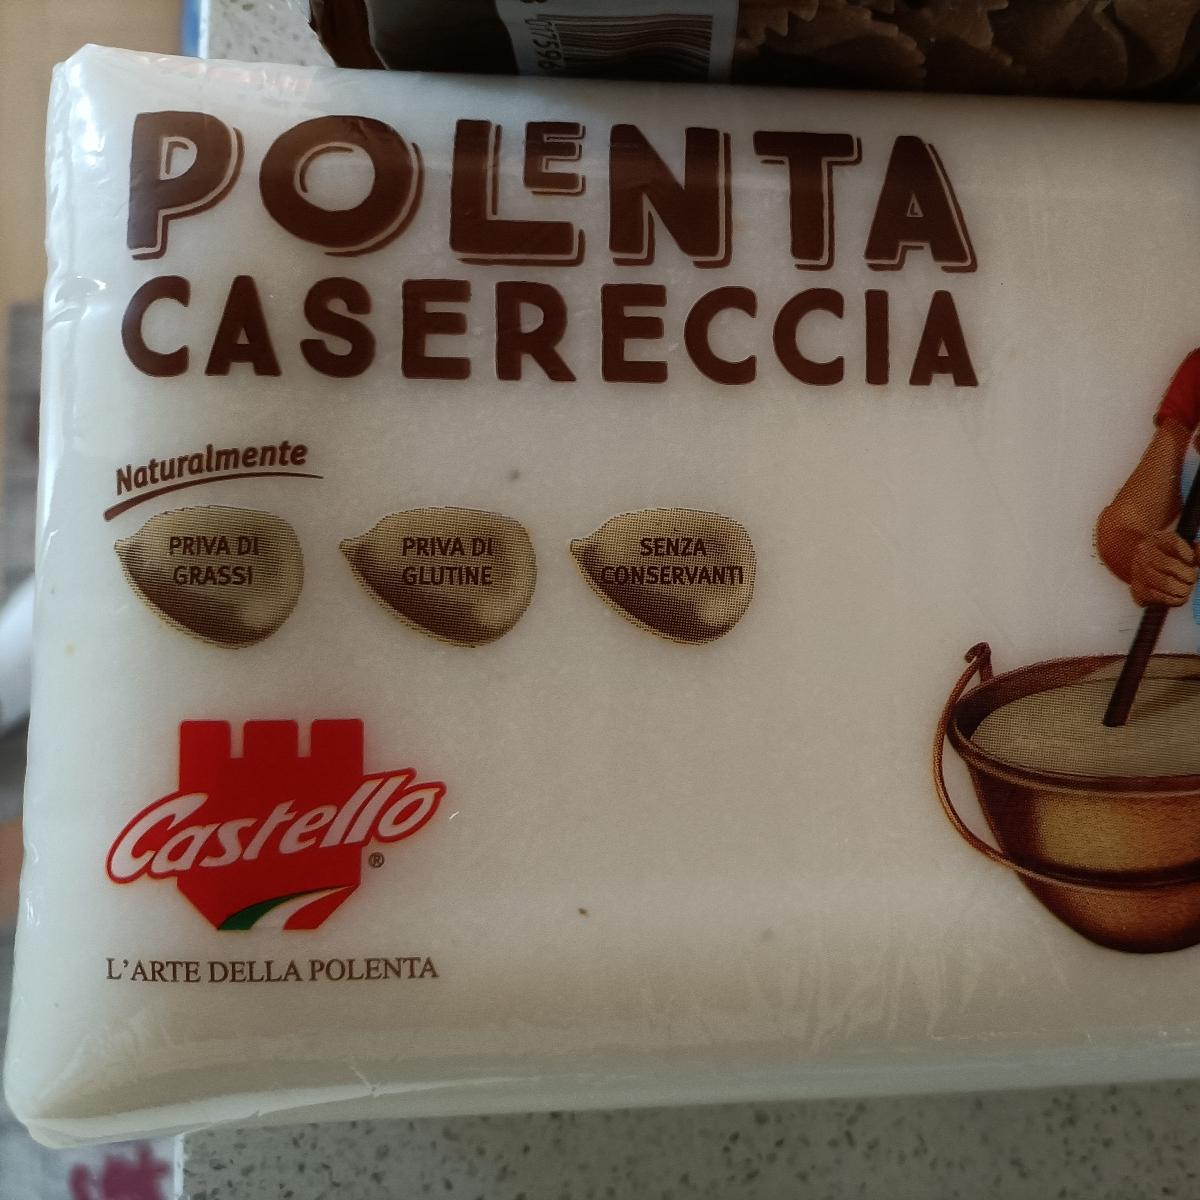 POLENTA
CASERECCIA
Naturalmente
PRIVA DI
GRASSI
PRIVA DI
GLUTINE
SENZA
CONSERVANTI
Castello®
L'ARTE DELLA POLENTA